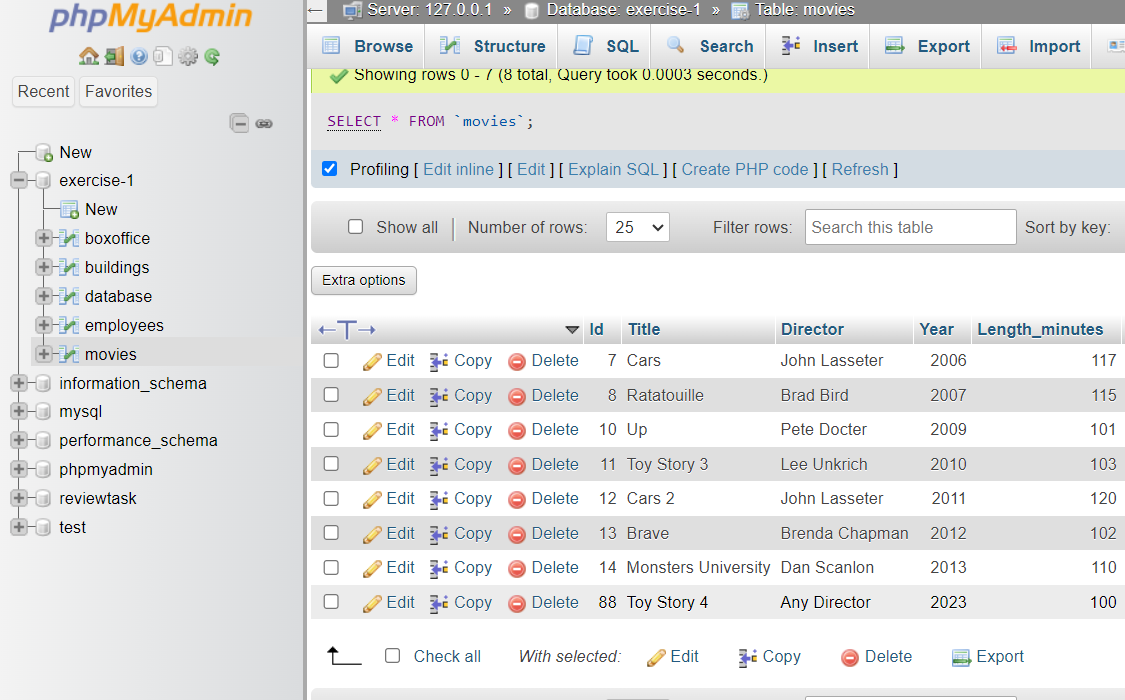 phpMyAdmin
Recent Favorites
New
exercise-1
New
boxoffice
buildings
database
employees
movies
information_schema
mysql
performance_schema
phpmyadmin
reviewtask
test
Server: 127.0.0.1 » Database: exercise-1 » Table: movies
Browse Structure SQL Search Insert Export Import
Showing rows 0 - 7 (8 total, Query took 0.0003 seconds.)
SELECT * FROM `movies`;
Profiling [ Edit inline ] [ Edit ] [ Explain SQL ] [ Create PHP code ] [ Refresh ]
Show all Number of rows: 25 Filter rows: Search this table Sort by key:
Extra options
Id Title Director Year Length_minutes
Edit Copy Delete 7 Cars John Lasseter 2006 117
Edit Copy Delete 8 Ratatouille Brad Bird 2007 115
Edit Copy Delete 10 Up Pete Docter 2009 101
Edit Copy Delete 11 Toy Story 3 Lee Unkrich 2010 103
Edit Copy Delete 12 Cars 2 John Lasseter 2011 120
Edit Copy Delete 13 Brave Brenda Chapman 2012 102
Edit Copy Delete 14 Monsters University Dan Scanlon 2013 110
Edit Copy Delete 88 Toy Story 4 Any Director 2023 100
Check all With selected: Edit Copy Delete Export